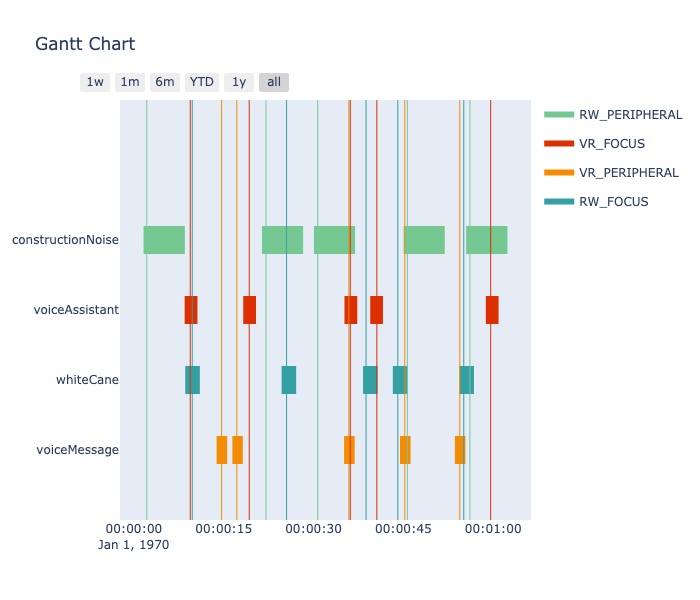 Gantt Chart
1w 1m 6m YTD 1y all
RW_PERIPHERAL
VR_FOCUS
VR_PERIPHERAL
RW_FOCUS
constructionNoise
voiceAssistant
whiteCane
voiceMessage
00:00:00 00:00:15 00:00:30 00:00:45 00:01:00
Jan 1, 1970